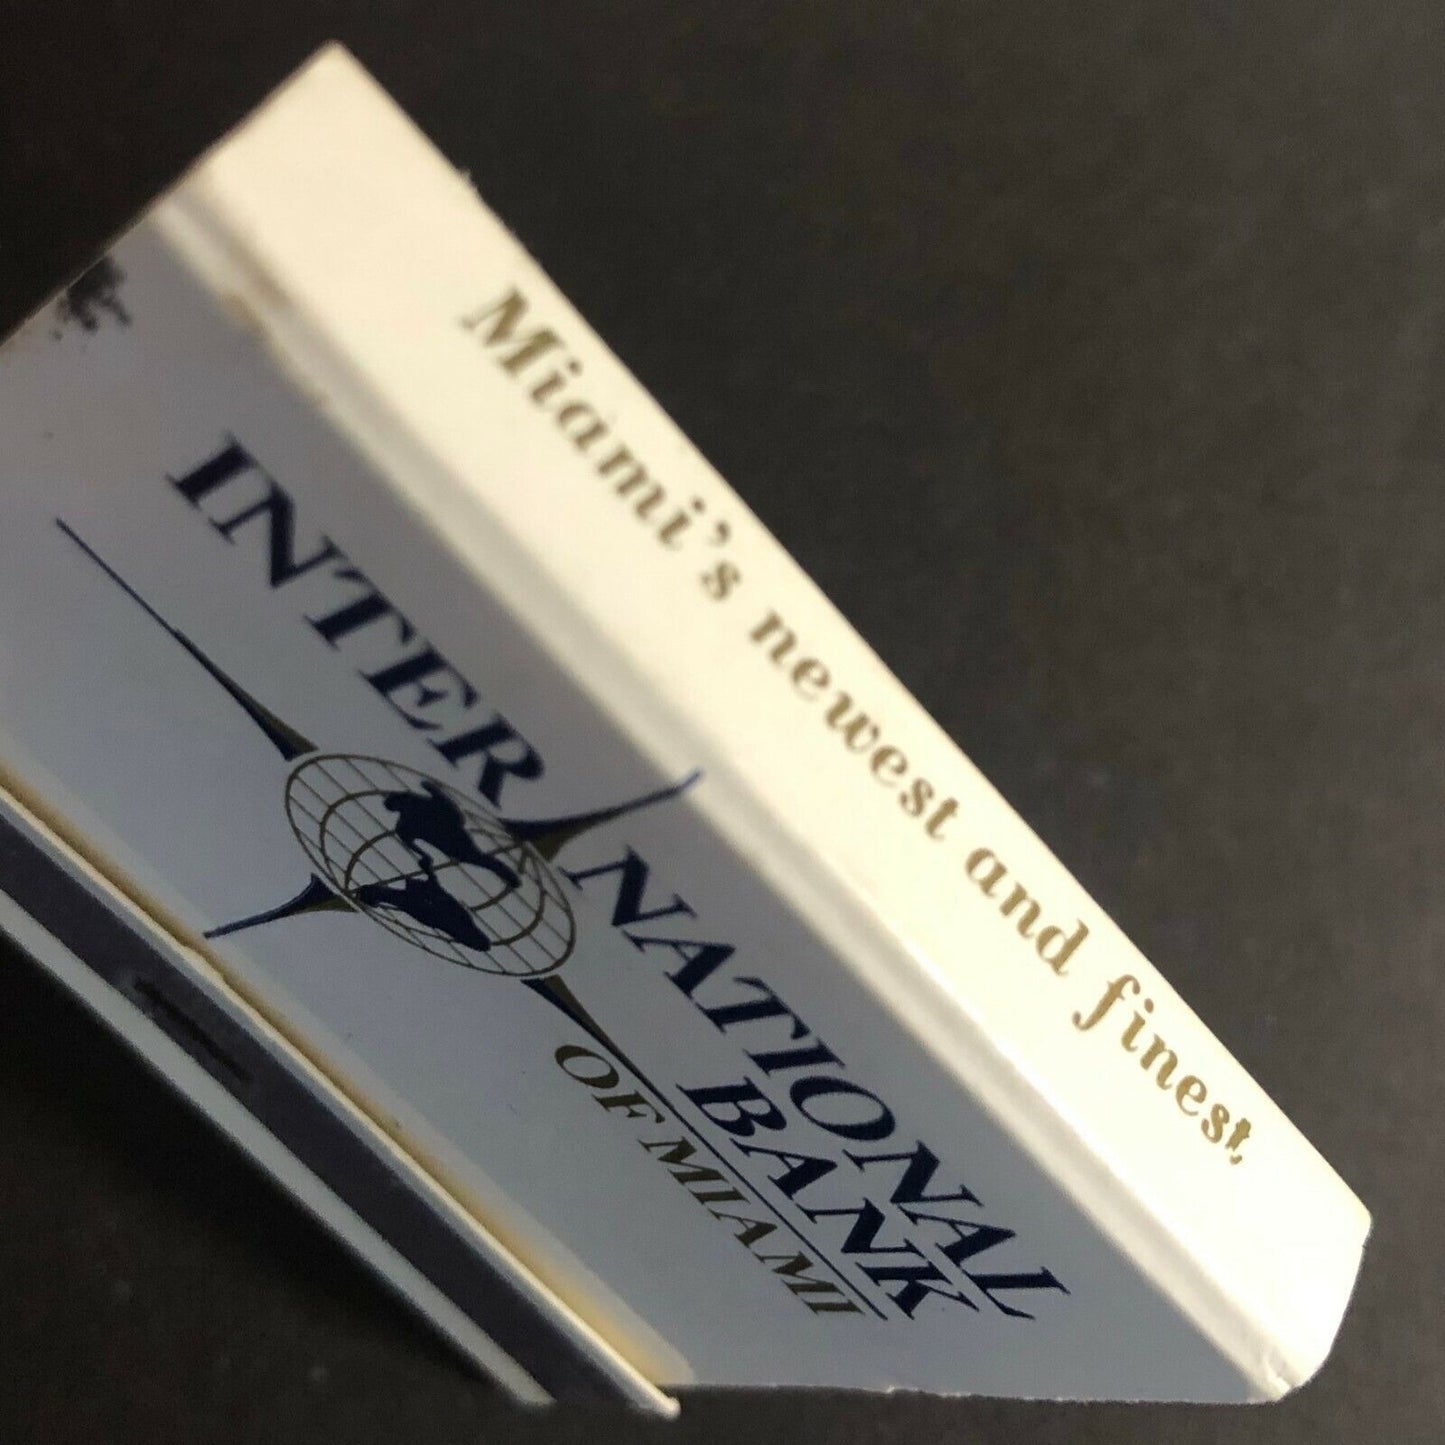 Miami's newest and finest
INTER
NATIONAL
BANK
OF MIAMI